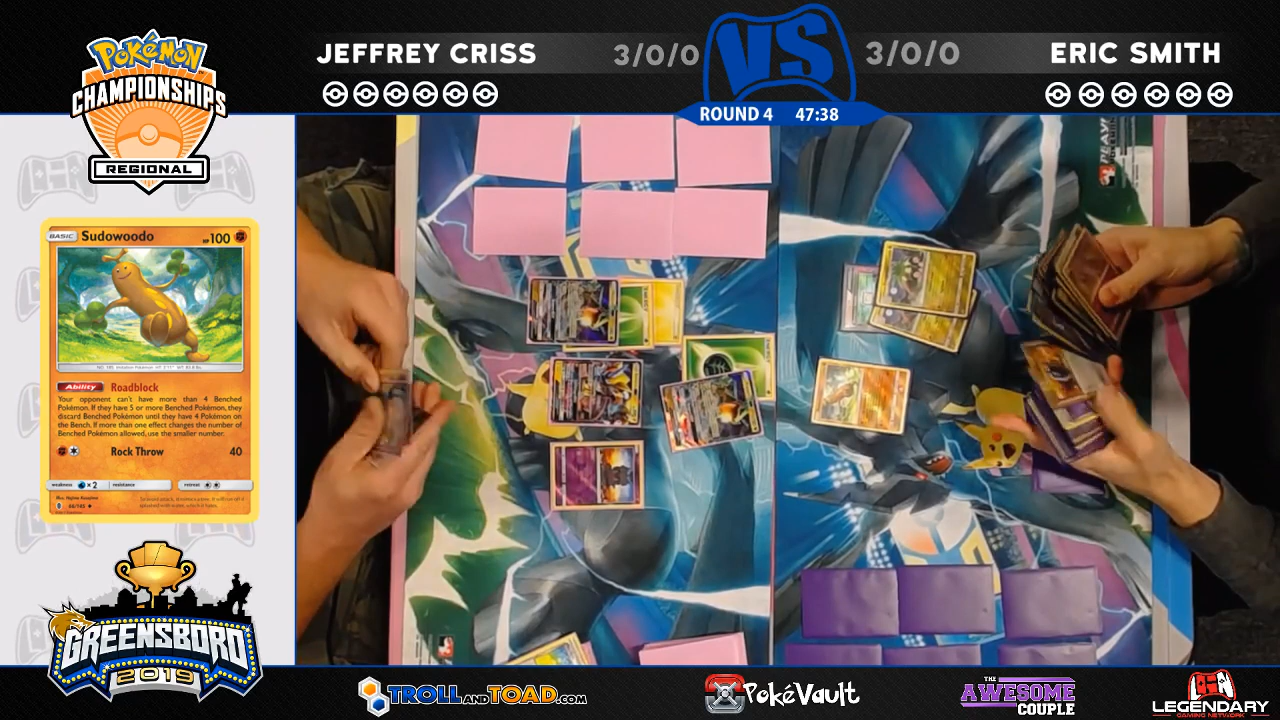 Pokémon
CHAMPIONSHIPS
REGIONAL
JEFFREY CRISS
3/0/0
VS
3/0/0
ERIC SMITH
ROUND 4 47:38
BASIC Sudowoodo HP100
Ability Roadblock
Your opponent can't have more than 4 Benched
Pokémon. If they have 5 or more Benched Pokémon, they
discard Benched Pokémon until they have 4 Pokémon on
the Bench. If more than one effect changes the number of
Benched Pokémon allowed, use the smaller number.
Rock Throw 40
weakness ×2 resistance retreat
GREENSBORO
2019
TROLL AND TOAD.COM
PokéVault
THE
AWESOME
COUPLE
LEGENDARY
GAMING NETWORK